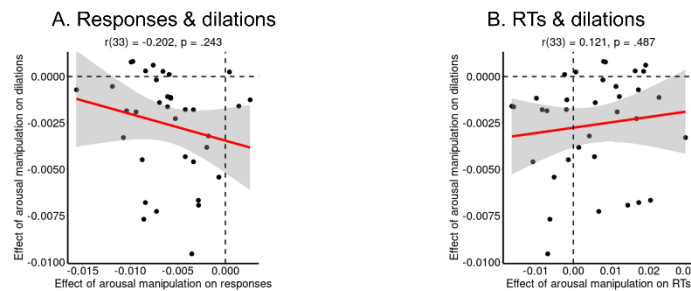 A. Responses & dilations
r(33) = -0.202, p = .243
Effect of arousal manipulation on dilations
0.0000
-0.0025
-0.0050
-0.0075
-0.0100
-0.015 -0.010 -0.005 0.000
Effect of arousal manipulation on responses
B. RTs & dilations
r(33) = 0.121, p = .487
Effect of arousal manipulation on dilations
0.0000
-0.0025
-0.0050
-0.0075
-0.0100
-0.01 0.00 0.01 0.02
Effect of arousal manipulation on RTs